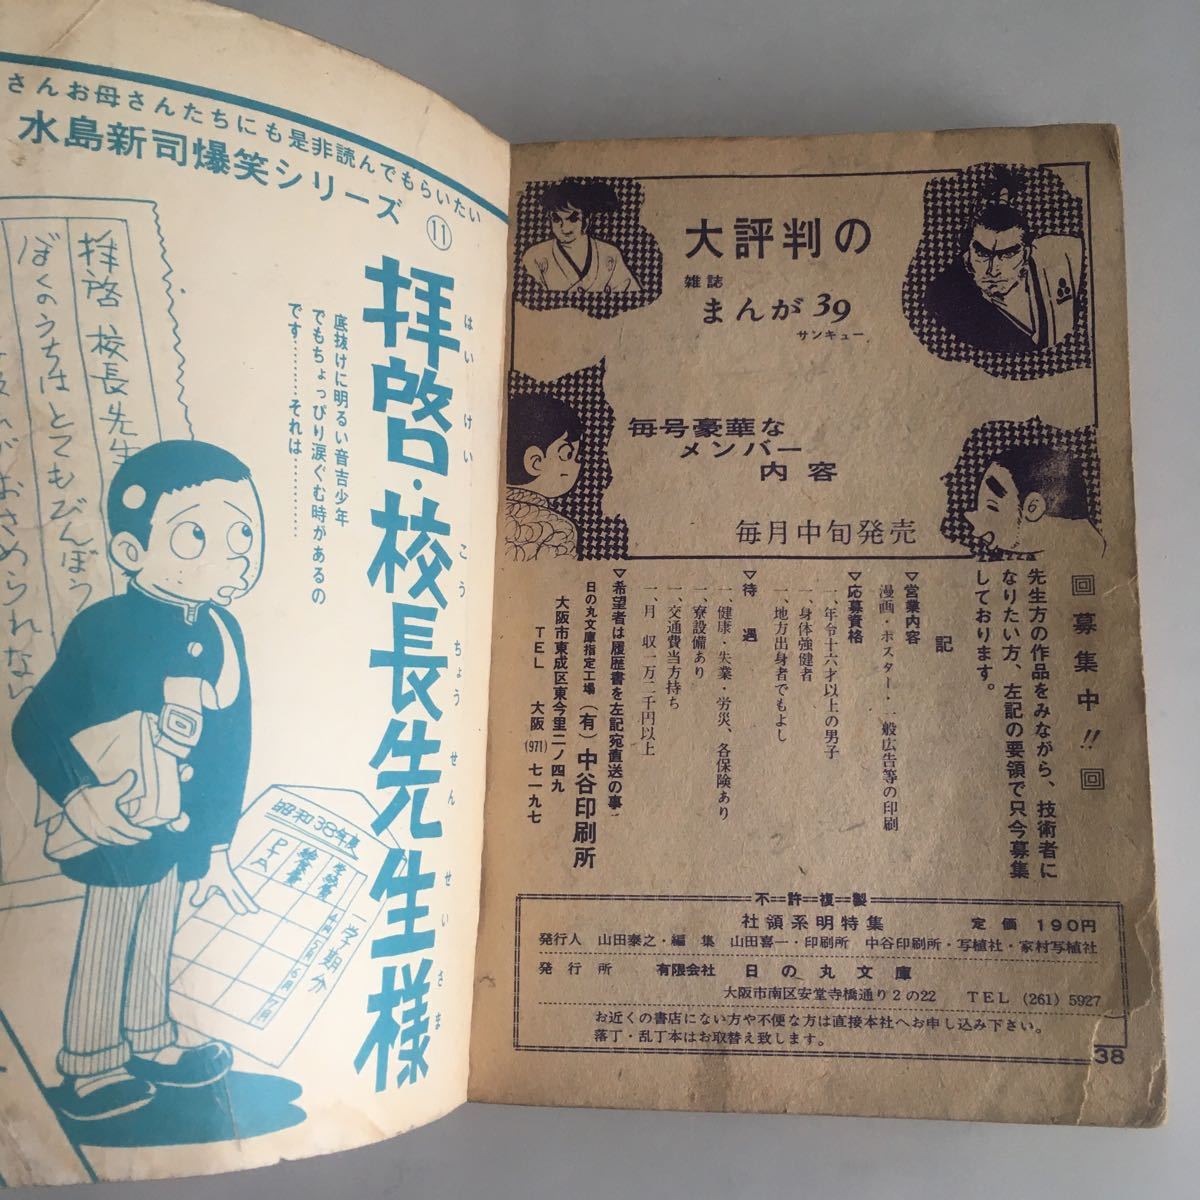 さんお母さんたちにも是非読んでもらいたい
水島新司爆笑シリーズ ⑪
拝啓・校長先生様
はいけい こうちょうせんせいさま
底抜けに明るい音吉少年
でもちょっぴり涙ぐむ時があるの
です………それは…………
拝啓 校長先生
ぼくのうちはとてもびんぼう
おさめられない
昭和38年度
学級費
給食費
PTA
一学期分
4月
5月
6月
7月
大評判の
雑誌
まんが39
サンキュー
毎号豪華な
メンバー
内容
毎月中旬発売
回募集中!!回
先生方の作品をみながら、技術者に
なりたい方、左記の要領で只今募集
しております。
記
▽営業内容
漫画・ポスター・一般広告等の印刷
▽応募資格
一、年令十六才以上の男子
一、身体強健者
一、地方出身者でもよし
▽待遇
一、健康・失業・労災、各保険あり
一、寮設備あり
一、交通費当方持ち
一、月 収一万二千円以上
▽希望者は履歴書を左記宛直送の事
日の丸文庫指定工場 (有)中谷印刷所
大阪市東成区東今里二ノ四九
TEL 大阪(971)七一九七
不許複製
社領系明特集 定価 190円
発行人 山田泰之・編 集 山田喜一・印刷所 中谷印刷所・写植社・家村写植社
発行所 有限会社 日の丸文庫
大阪市南区安堂寺橋通り2の22 TEL (261) 5927
お近くの書店にない方や不便な方は直接本社へお申し込み下さい。
落丁・乱丁本はお取替え致します。
38